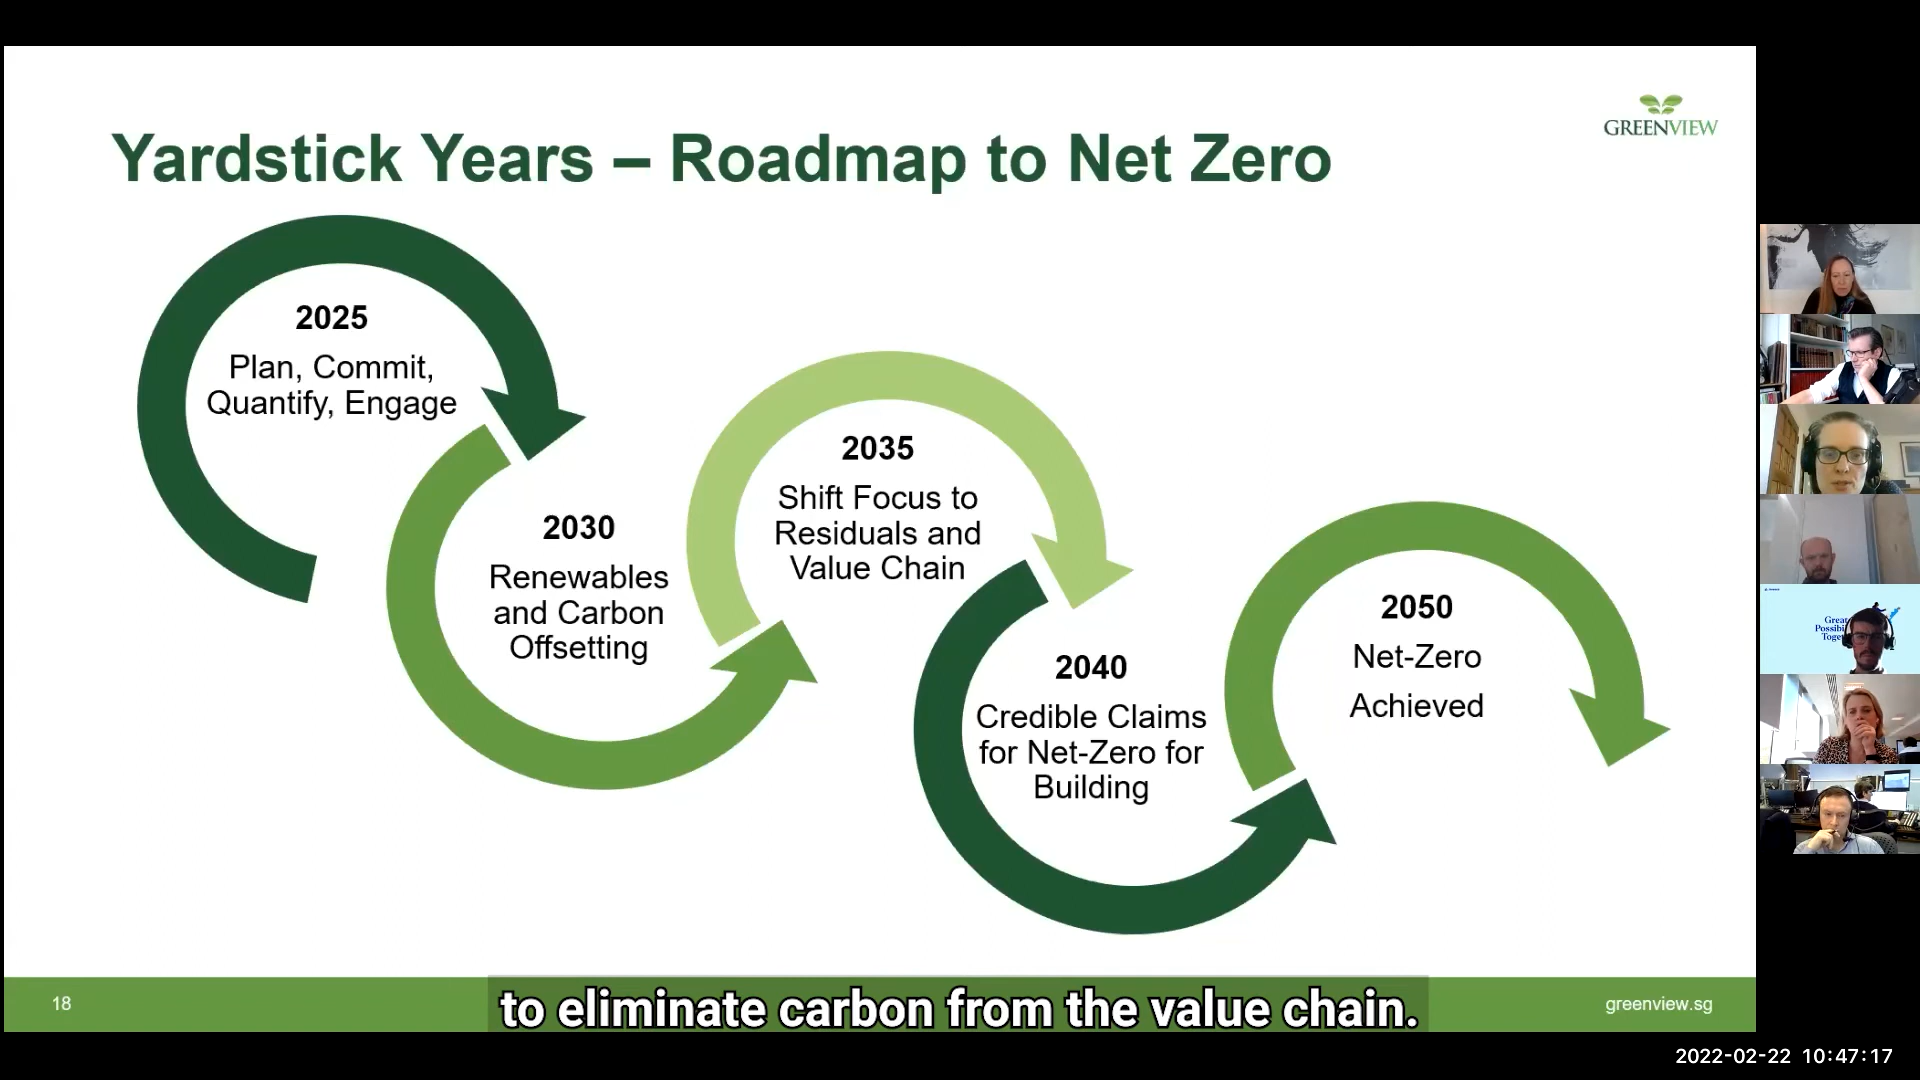 GREENVIEW
Yardstick Years – Roadmap to Net Zero
2025
Plan, Commit,
Quantify, Engage
2030
Renewables
and Carbon
Offsetting
2035
Shift Focus to
Residuals and
Value Chain
2040
Credible Claims
for Net-Zero for
Building
2050
Net-Zero
Achieved
Great
18
to eliminate carbon from the value chain.
greenview.sg
2022-02-22 10:47:17